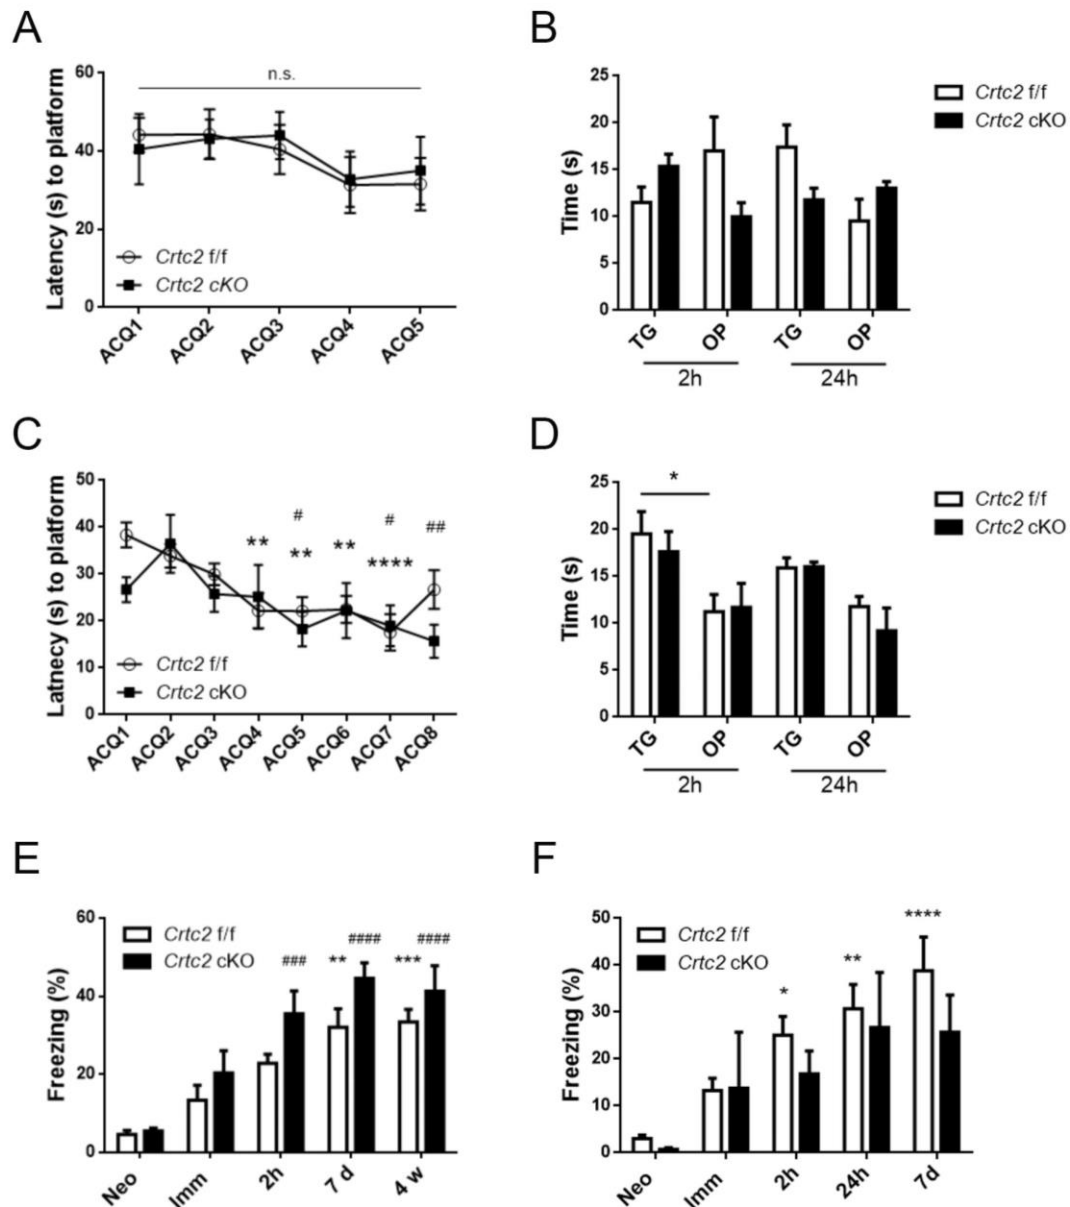 A
Latency (s) to platform
60
40
20
0
n.s.
Crtc2 f/f
Crtc2 cKO
ACQ1
ACQ2
ACQ3
ACQ4
ACQ5
B
Time (s)
25
20
15
10
5
0
Crtc2 f/f
Crtc2 cKO
TG
OP
TG
OP
2h
24h
C
Latnecy (s) to platform
50
40
30
20
10
0
#
#
##
**
**
**
****
Crtc2 f/f
Crtc2 cKO
ACQ1
ACQ2
ACQ3
ACQ4
ACQ5
ACQ6
ACQ7
ACQ8
D
Time (s)
25
20
15
10
5
0
*
Crtc2 f/f
Crtc2 cKO
TG
OP
TG
OP
2h
24h
E
Freezing (%)
60
40
20
0
Crtc2 f/f
Crtc2 cKO
###
**
####
***
####
Neo
Imm
2h
7 d
4 w
F
Freezing (%)
50
40
30
20
10
0
Crtc2 f/f
Crtc2 cKO
*
**
****
Neo
Imm
2h
24h
7d